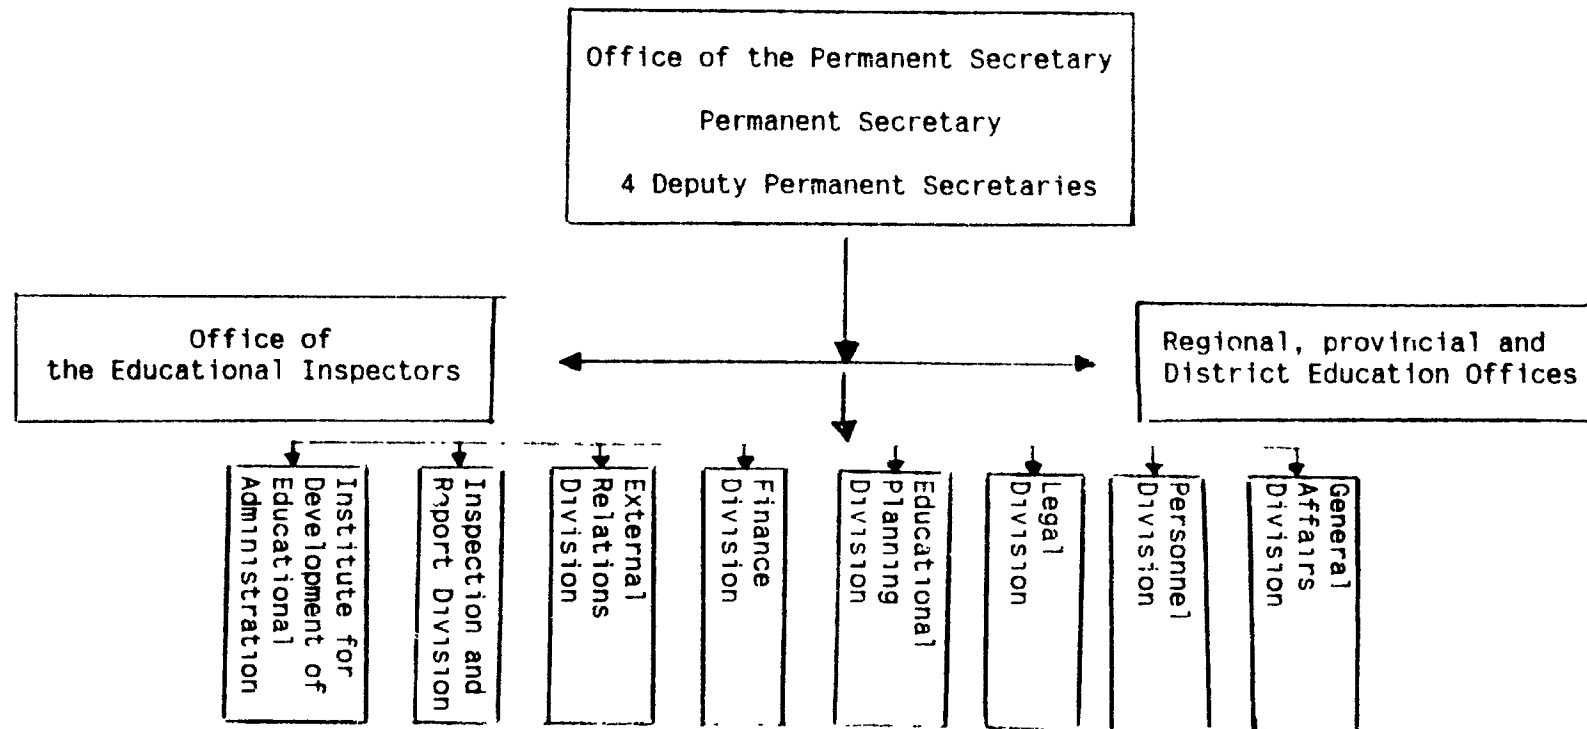 Office of the Permanent Secretary
Permanent Secretary
4 Deputy Permanent Secretaries
Office of
the Educational Inspectors
Regional, provincial and
District Education Offices
Institute for
Development of
Educational
Administration
Inspection and
Report Division
External
Relations
Division
Finance
Division
Educational
Planning
Division
Legal
Division
Personnel
Division
General
Affairs
Division